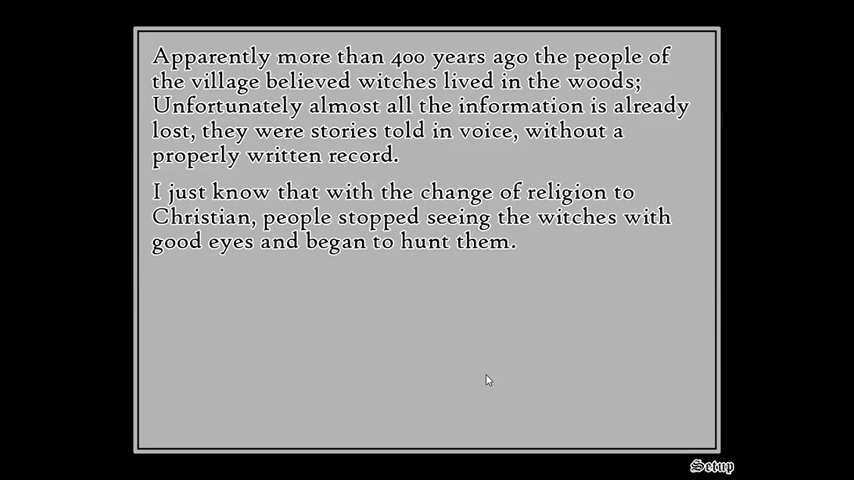 Apparently more than 400 years ago the people of
the village believed witches lived in the woods;
Unfortunately almost all the information is already
lost, they were stories told in voice, without a
properly written record.
I just know that with the change of religion to
Christian, people stopped seeing the witches with
good eyes and began to hunt them.
Setup